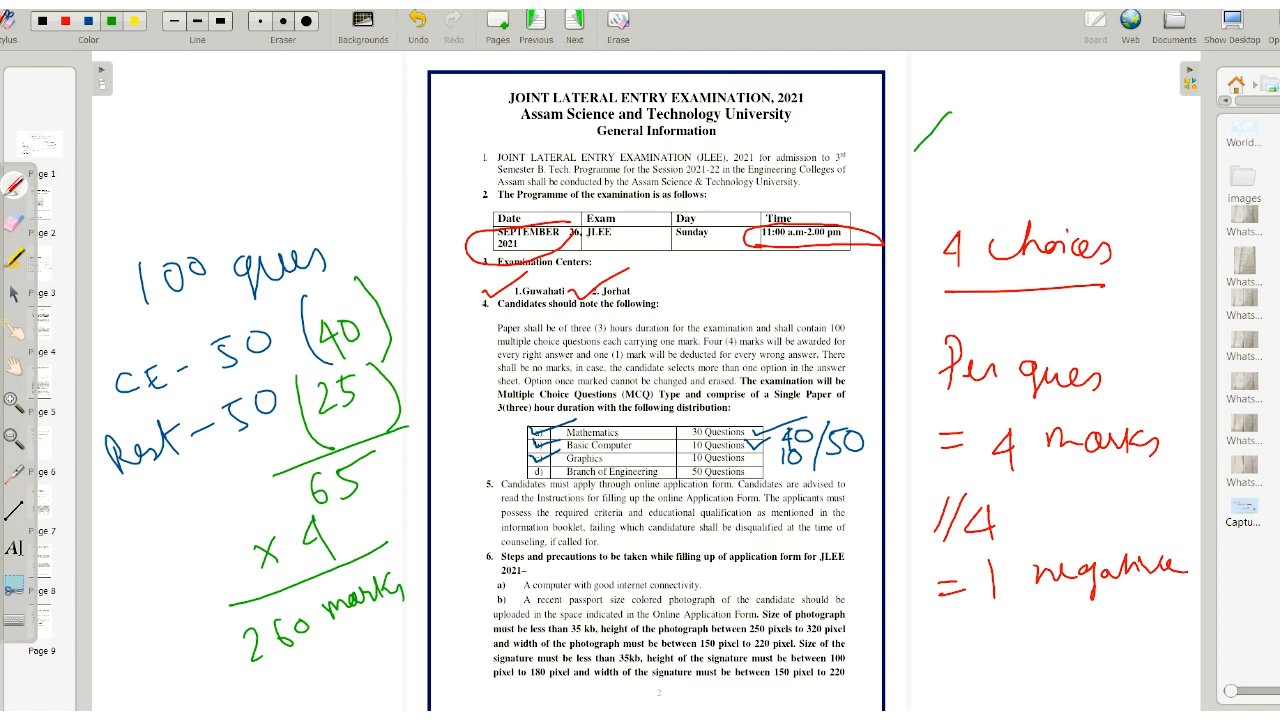 tylus
Color
Line
Eraser
Backgrounds
Undo
Redo
Pages
Previous
Next
Erase
Board
Web
Documents
Show Desktop
Op
Page 1
Page 2
Page 3
Page 4
Page 5
Page 6
Page 7
Page 8
Page 9
100 ques
CE - 50 (40)
Rest - 50 (25)
65
x 4
260 marks
JOINT LATERAL ENTRY EXAMINATION, 2021
Assam Science and Technology University
General Information
1. JOINT LATERAL ENTRY EXAMINATION (JLEE), 2021 for admission to 3rd
Semester B. Tech. Programme for the Session 2021-22 in the Engineering Colleges of
Assam shall be conducted by the Assam Science & Technology University.
2. The Programme of the examination is as follows:
Date Exam Day Time
SEPTEMBER 26, JLEE Sunday 11:00 a.m-2.00 pm
2021
3. Examination Centers:
1.Guwahati 2. Jorhat
4. Candidates should note the following:
Paper shall be of three (3) hours duration for the examination and shall contain 100
multiple choice questions each carrying one mark. Four (4) marks will be awarded for
every right answer and one (1) mark will be deducted for every wrong answer. There
shall be no marks, in case, the candidate selects more than one option in the answer
sheet. Option once marked cannot be changed and erased. The examination will be
Multiple Choice Questions (MCQ) Type and comprise of a Single Paper of
3(three) hour duration with the following distribution:
a) Mathematics 30 Questions
b) Basic Computer 10 Questions
c) Graphics 10 Questions
d) Branch of Engineering 50 Questions
40
10 /50
5. Candidates must apply through online application form. Candidates are advised to
read the Instructions for filling up the online Application Form. The applicants must
possess the required criteria and educational qualification as mentioned in the
information booklet, failing which candidature shall be disqualified at the time of
counseling, if called for.
6. Steps and precautions to be taken while filling up of application form for JLEE
2021–
a) A computer with good internet connectivity.
b) A recent passport size colored photograph of the candidate should be
uploaded in the space indicated in the Online Application Form. Size of photograph
must be less than 35 kb, height of the photograph between 250 pixels to 320 pixel
and width of the photograph must be between 150 pixel to 220 pixel. Size of the
signature must be less than 35kb, height of the signature must be between 100
pixel to 180 pixel and width of the signature must be between 150 pixel to 220
2
4 choices
Per ques
= 4 marks
//4
= 1 negative
World...
images
Whats...
Whats...
Whats...
Whats...
Whats...
Whats...
Whats...
Captu...